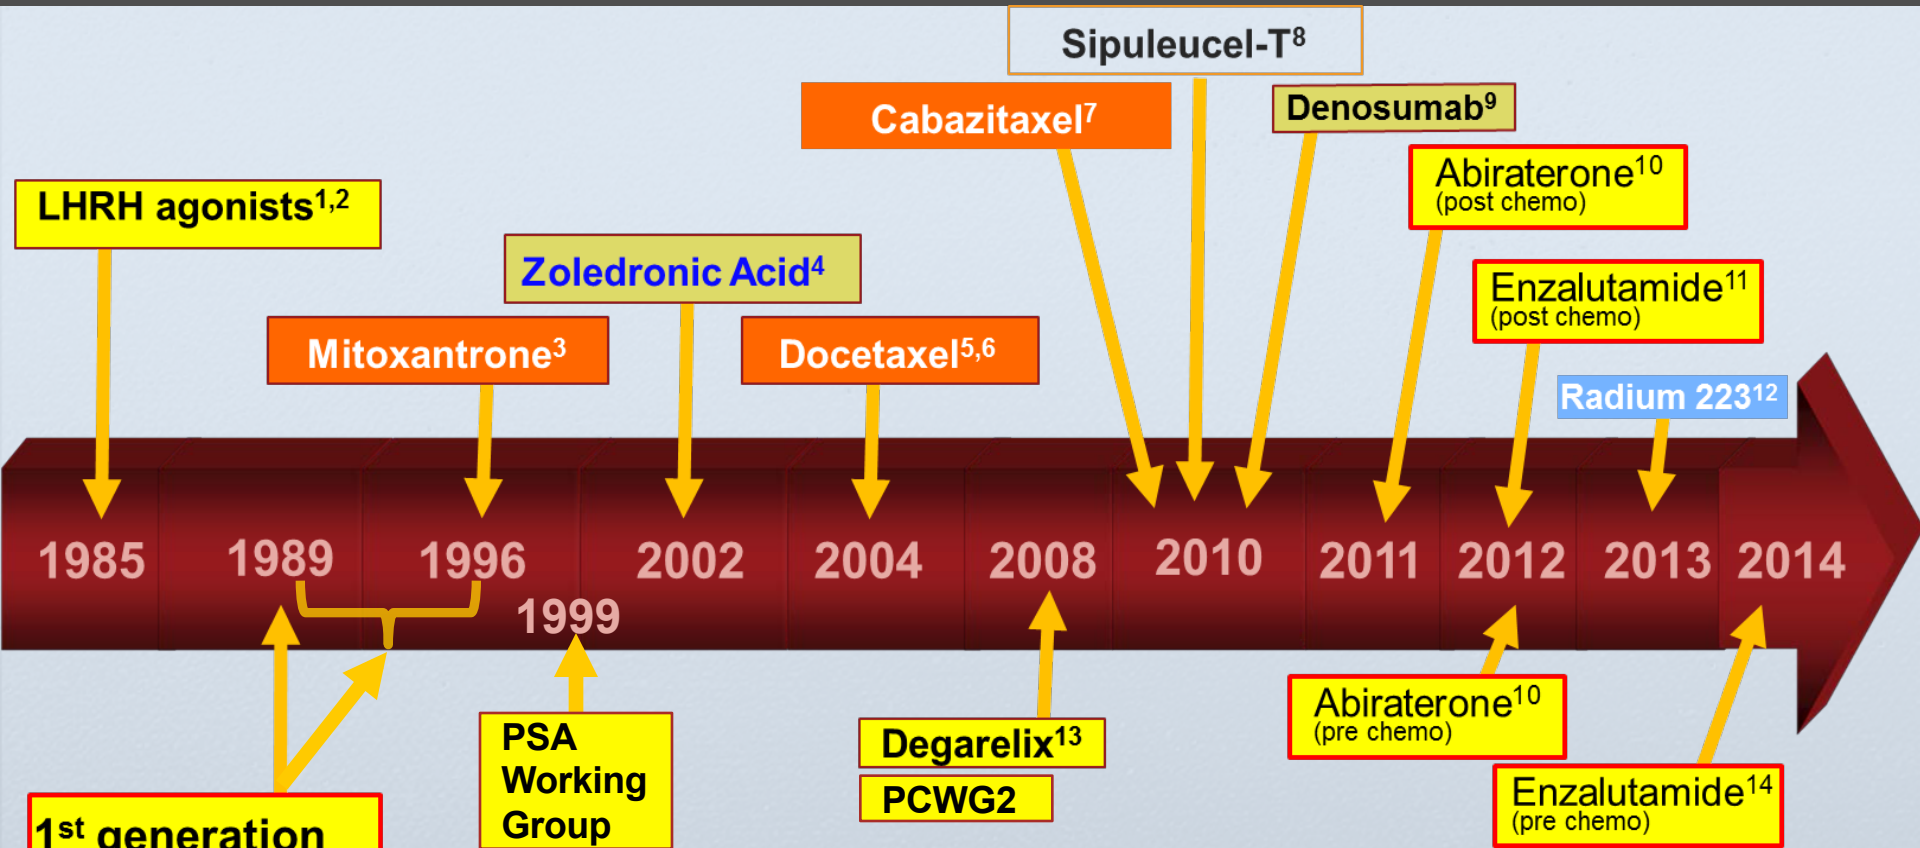 Sipuleucel-T⁸
Cabazitaxel⁷
Denosumab⁹
Abiraterone¹⁰
(post chemo)
LHRH agonists¹,²
Zoledronic Acid⁴
Enzalutamide¹¹
(post chemo)
Mitoxantrone³
Docetaxel⁵,⁶
Radium 223¹²
1985 1989 1996 2002 2004 2008 2010 2011 2012 2013 2014
1999
Abiraterone¹⁰
(pre chemo)
PSA
Working
Group
Degarelix¹³
PCWG2
Enzalutamide¹⁴
(pre chemo)
1st generation